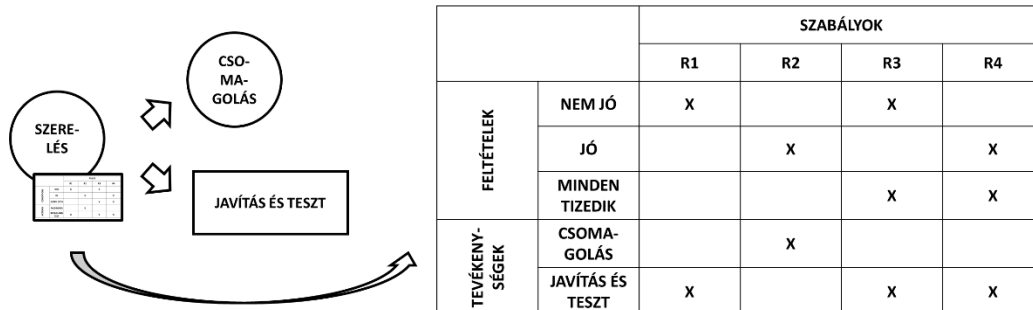 CSO-
MA-
GOLÁS
SZERE-
LÉS
JAVÍTÁS ÉS TESZT
SZABÁLYOK
R1 R2 R3 R4
FELTÉTELEK
NEM JÓ X X
JÓ X X
MINDEN
TIZEDIK X X
TEVÉKENY-
SÉGEK
CSOMA-
GOLÁS X
JAVÍTÁS ÉS
TESZT X X X